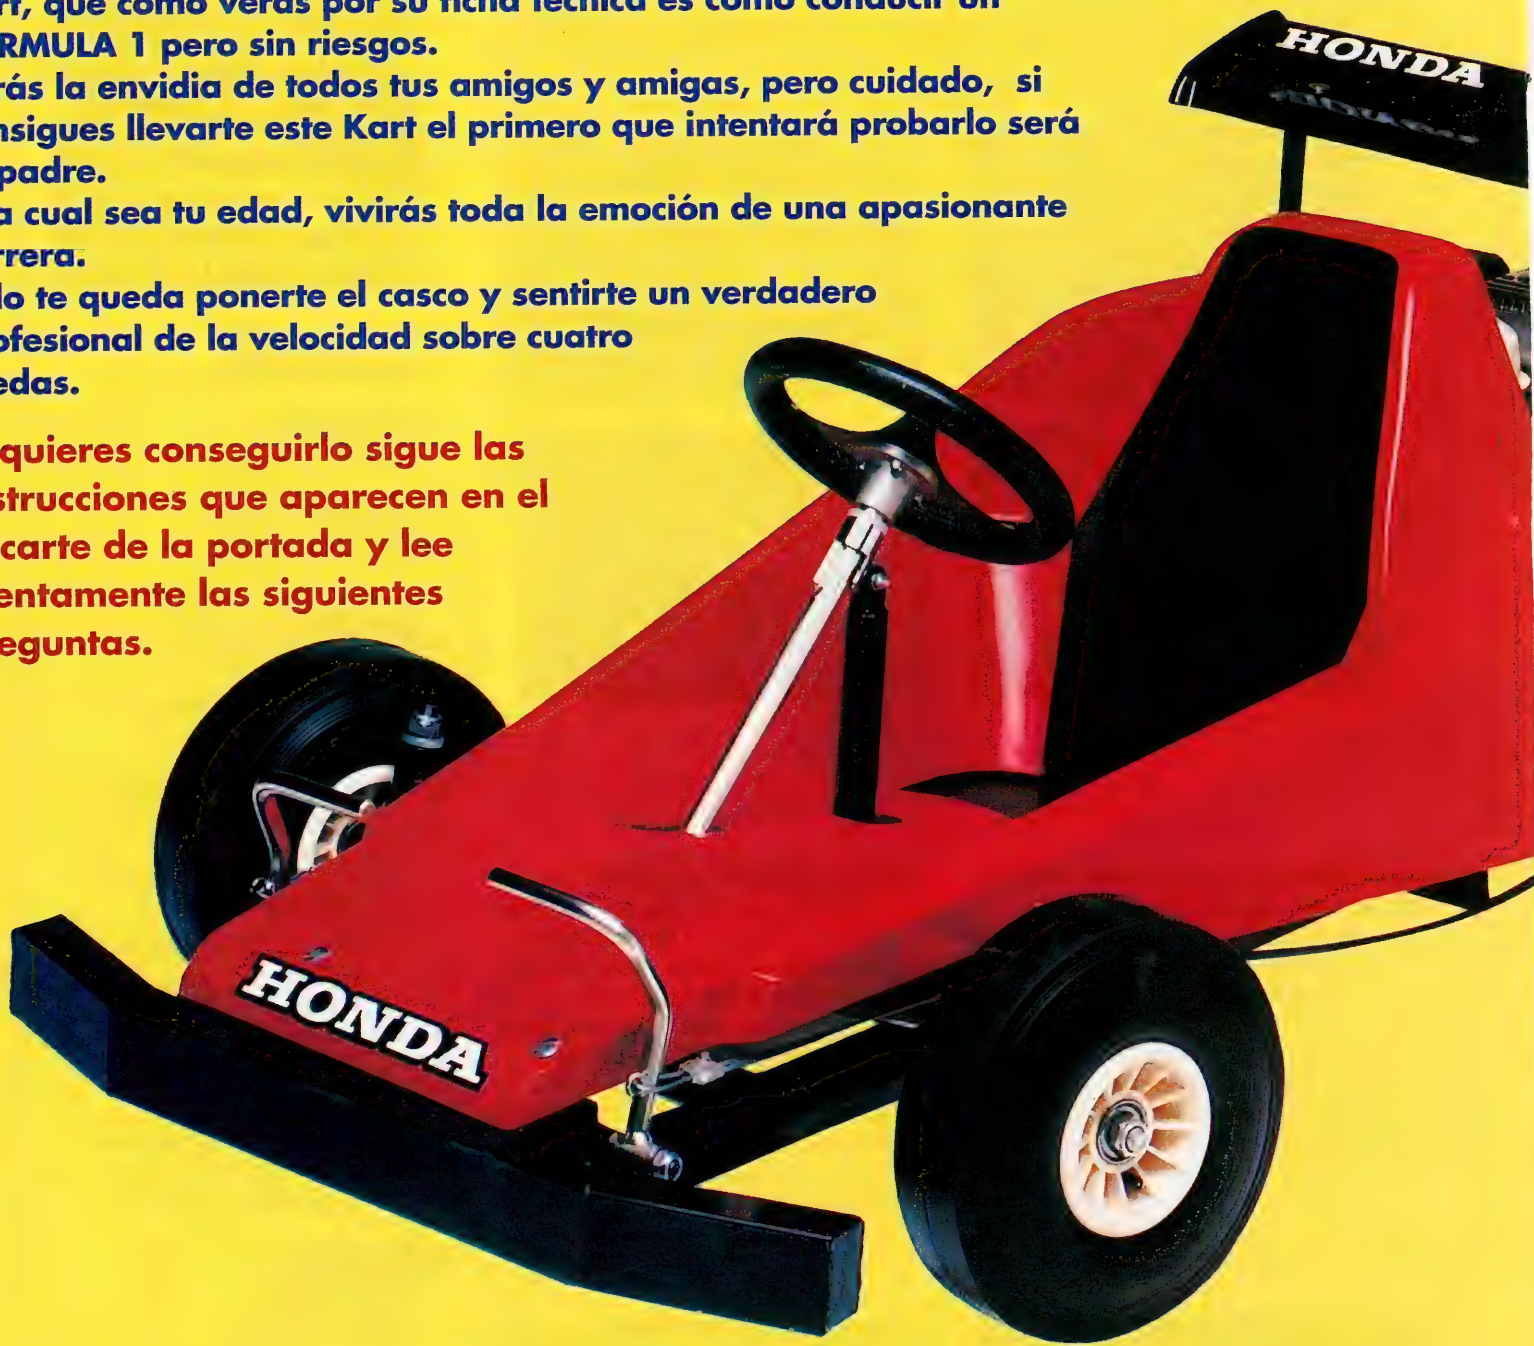 rt, que como verás por su ficha técnica es como conducir un
RMULA 1 pero sin riesgos.
rás la envidia de todos tus amigos y amigas, pero cuidado, si
nsigues llevarte este Kart el primero que intentará probarlo será
padre.
a cual sea tu edad, vivirás toda la emoción de una apasionante
rrera.
lo te queda ponerte el casco y sentirte un verdadero
ofesional de la velocidad sobre cuatro
edas.
quieres conseguirlo sigue las
strucciones que aparecen en el
carte de la portada y lee
entamente las siguientes
eguntas.
HONDA
HONDA